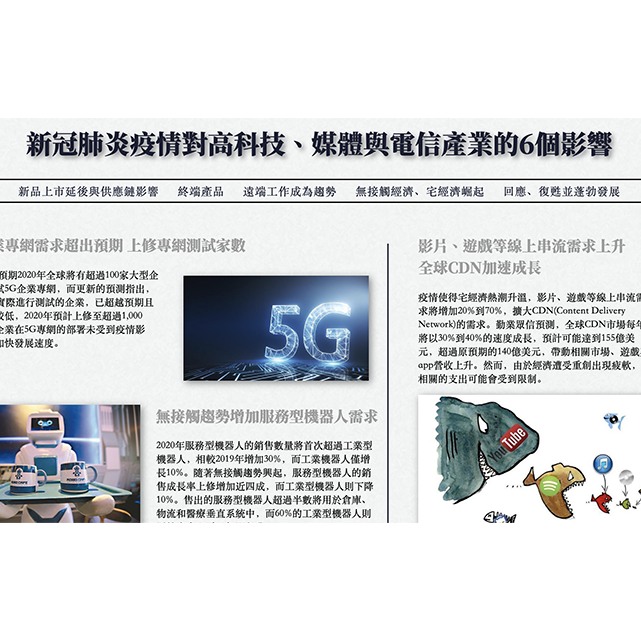 新冠肺炎疫情對高科技、媒體與電信產業的6個影響
新品上市延後與供應鏈影響 終端產品 遠端工作成為趨勢 無接觸經濟、宅經濟崛起 回應、復甦並蓬勃發展
業專網需求超出預期 上修專網測試家數
預期2020年全球將有超過100家大型企
試5G企業專網，而更新的預測指出，
實際進行測試的企業，已超越預期且
較低，2020年預計上修至超過1,000
企業在5G專網的部署未受到疫情影
加快發展速度。
5G
無接觸趨勢增加服務型機器人需求
2020年服務型機器人的銷售數量將首次超過工業型
機器人，相較2019年增加30%，而工業機器人僅增
長10%。隨著無接觸趨勢興起，服務型機器人的銷
售成長率上修增加近四成，而工業型機器人則下降
10%。售出的服務型機器人超過半數將用於倉庫、
物流和醫療垂直系統中，而60%的工業型機器人則
影片、遊戲等線上串流需求上升
全球CDN加速成長
疫情使得宅經濟熱潮升溫，影片、遊戲等線上串流需
求將增加20%到70%，擴大CDN(Content Delivery
Network)的需求。勤業眾信預測，全球CDN市場每年
將以30%到40%的速度成長，預計可能達到155億美
元，超過原預期的140億美元，帶動相關市場、遊戲
app營收上升。然而，由於經濟遭受重創出現疲軟，
相關的支出可能會受到限制。
YouTube